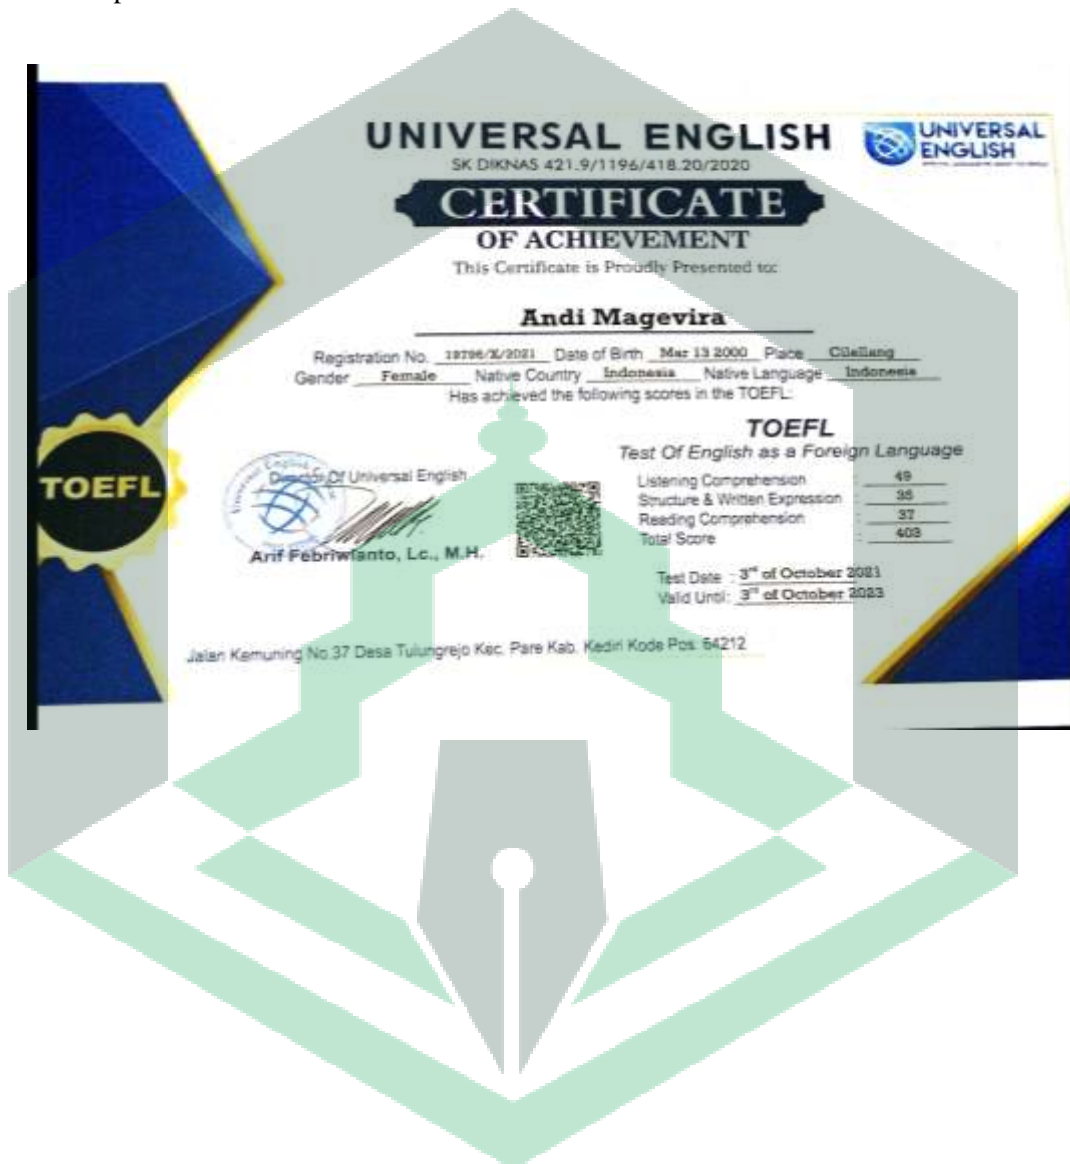 UNIVERSAL ENGLISH
SK DIKNAS 421.9/1196/418.20/2020
UNIVERSAL
ENGLISH
CERTIFICATE
OF ACHIEVEMENT
This Certificate is Proudly Presented to:
Andi Magevira
Registration No. 19796/X/2021 Date of Birth Mar 13 2000 Place Cilellang
Gender Female Native Country Indonesia Native Language Indonesia
Has achieved the following scores in the TOEFL:
TOEFL
Test Of English as a Foreign Language
TOEFL
Director Of Universal English
Listening Comprehension : 49
Structure & Written Expression :
Reading Comprehension : 37
Total Score : 403
Arif Febriwianto, Lc., M.H.
Test Date : 3rd of October 2021
Valid Until: 3rd of October 2023
Jalan Kemuning No.37 Desa Tulungrejo Kec. Pare Kab. Kediri Kode Pos. 64212